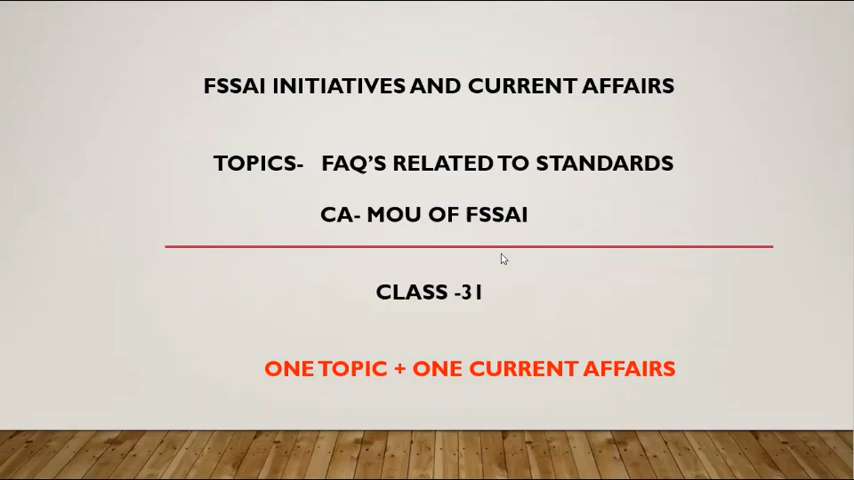 FSSAI INITIATIVES AND CURRENT AFFAIRS
TOPICS- FAQ'S RELATED TO STANDARDS
CA- MOU OF FSSAI
CLASS -31
ONE TOPIC + ONE CURRENT AFFAIRS